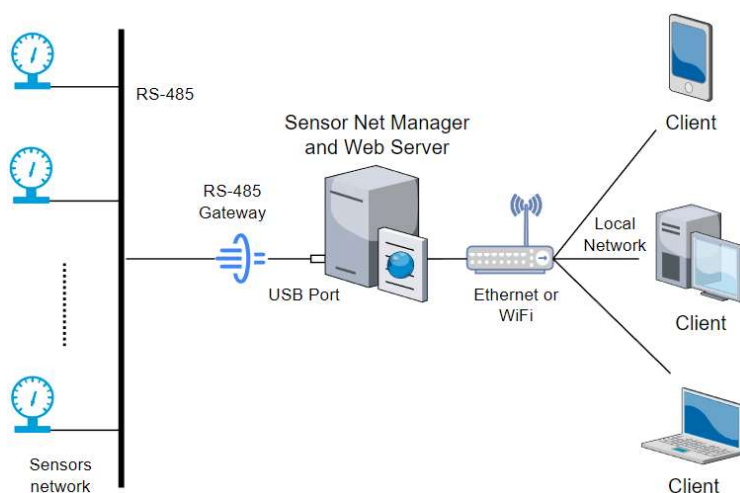 RS-485
Sensor Net Manager
and Web Server
Client
RS-485
Gateway
Local
Network
USB Port
Ethernet or
WiFi
Client
Sensors
network
Client